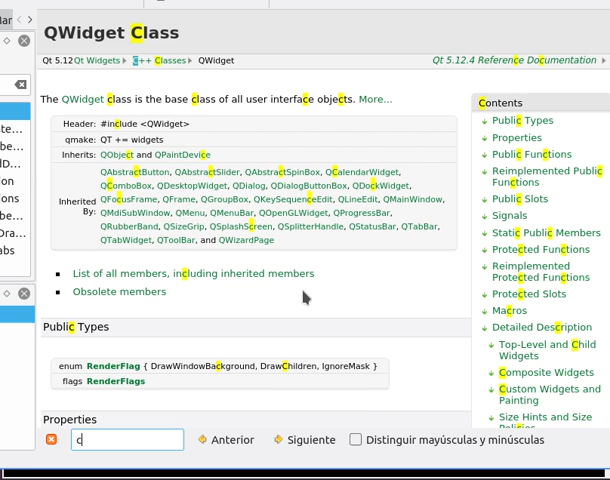 QWidget Class
Qt 5.12 Qt Widgets C++ Classes QWidget
Qt 5.12.4 Reference Documentation
The QWidget class is the base class of all user interface objects. More...
Header: #include <QWidget>
qmake: QT += widgets
Inherits: QObject and QPaintDevice
Inherited By:
QAbstractButton, QAbstractSlider, QAbstractSpinBox, QCalendarWidget,
QComboBox, QDesktopWidget, QDialog, QDialogButtonBox, QDockWidget,
QFocusFrame, QFrame, QGroupBox, QKeySequenceEdit, QLineEdit, QMainWindow,
QMdiSubWindow, QMenu, QMenuBar, QOpenGLWidget, QProgressBar,
QRubberBand, QSizeGrip, QSplashScreen, QSplitterHandle, QStatusBar, QTabBar,
QTabWidget, QToolBar, and QWizardPage
List of all members, including inherited members
Obsolete members
Public Types
enum RenderFlag { DrawWindowBackground, DrawChildren, IgnoreMask }
flags RenderFlags
Properties
Contents
Public Types
Properties
Public Functions
Reimplemented Public
Functions
Public Slots
Signals
Static Public Members
Protected Functions
Reimplemented
Protected Functions
Protected Slots
Macros
Detailed Description
Top-Level and Child
Widgets
Composite Widgets
Custom Widgets and
Painting
Size Hints and Size
Policies
c
Anterior
Siguiente
Distinguir mayúsculas y minúsculas